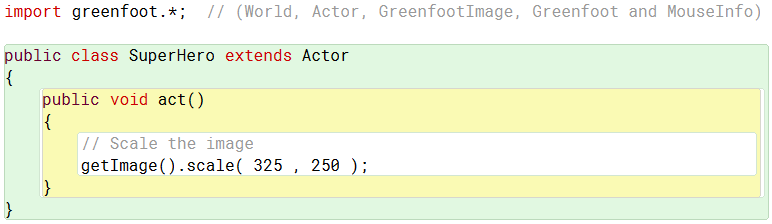 import greenfoot.*;  // (World, Actor, GreenfootImage, Greenfoot and MouseInfo)
public class SuperHero extends Actor
{
public void act()
{
// Scale the image
getImage().scale( 325 , 250 );
}
}